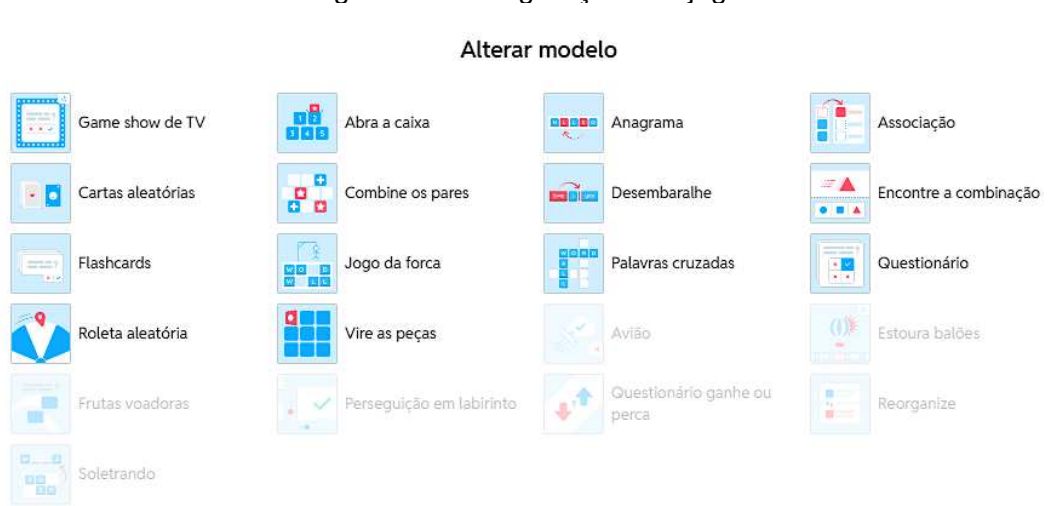 Alterar modelo
Game show de TV
Abra a caixa
Anagrama
Associação
Cartas aleatórias
Combine os pares
Desembaralhe
Encontre a combinação
Flashcards
Jogo da forca
Palavras cruzadas
Questionário
Roleta aleatória
Vire as peças
Avião
Estoura balões
Frutas voadoras
Perseguição em labirinto
Questionário ganhe ou
perca
Reorganize
Soletrando